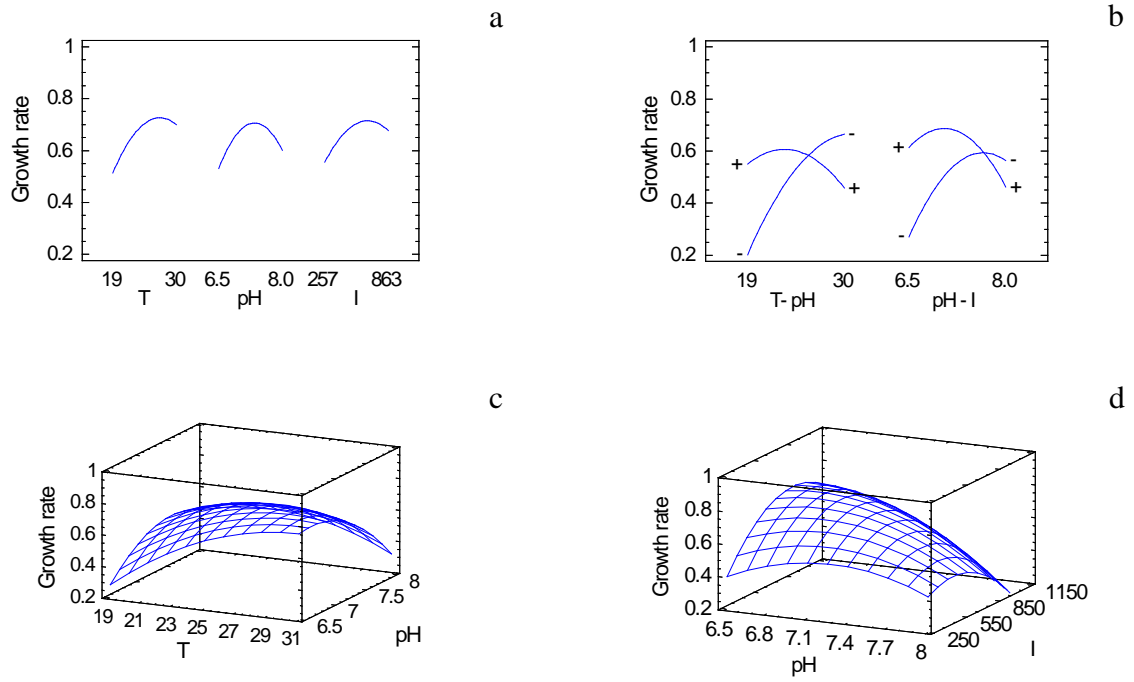 a
1
0.8
0.6
0.4
0.2
Growth rate
19 30 6.5 8.0 257 863
T pH I
b
1
0.8
0.6
0.4
0.2
Growth rate
+ - + -
- + - +
19 30 6.5 8.0
T- pH pH - I
c
1
0.8
0.6
0.4
0.2
Growth rate
19 21 23 25 27 29 31
T
6.5 7 7.5 8
pH
d
1
0.8
0.6
0.4
0.2
Growth rate
6.5 6.8 7.1 7.4 7.7 8
pH
250 550 850 1150
I